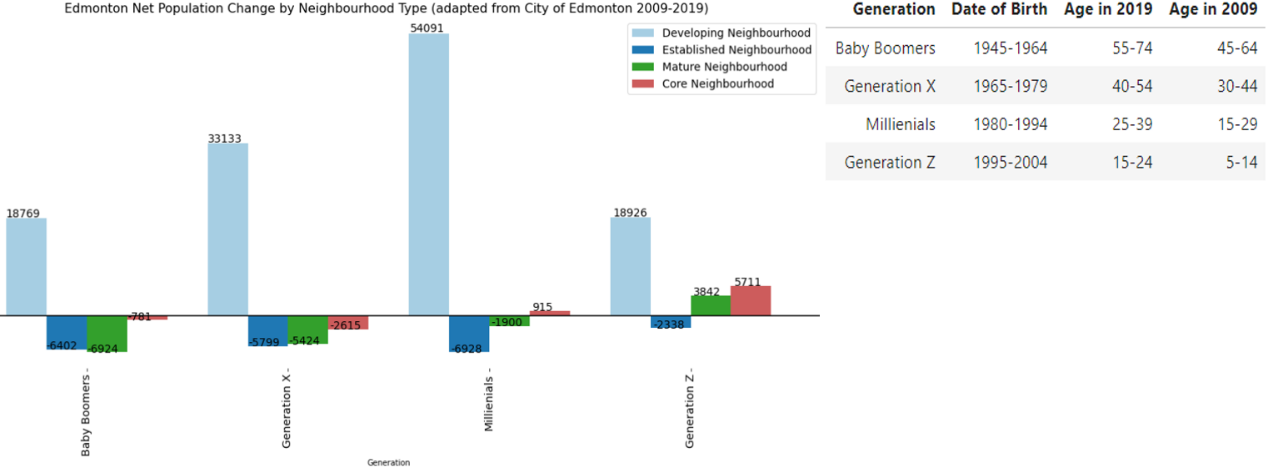 Edmonton Net Population Change by Neighbourhood Type (adapted from City of Edmonton 2009-2019)
Developing Neighbourhood
Established Neighbourhood
Mature Neighbourhood
Core Neighbourhood
18769
-6402
-6924
-781
33133
-5799
-5424
-2615
54091
-6928
-1900
915
18926
-2338
3842
5711
Baby Boomers
Generation X
Millienials
Generation Z
Generation
Generation Date of Birth Age in 2019 Age in 2009
Baby Boomers 1945-1964 55-74 45-64
Generation X 1965-1979 40-54 30-44
Millienials 1980-1994 25-39 15-29
Generation Z 1995-2004 15-24 5-14